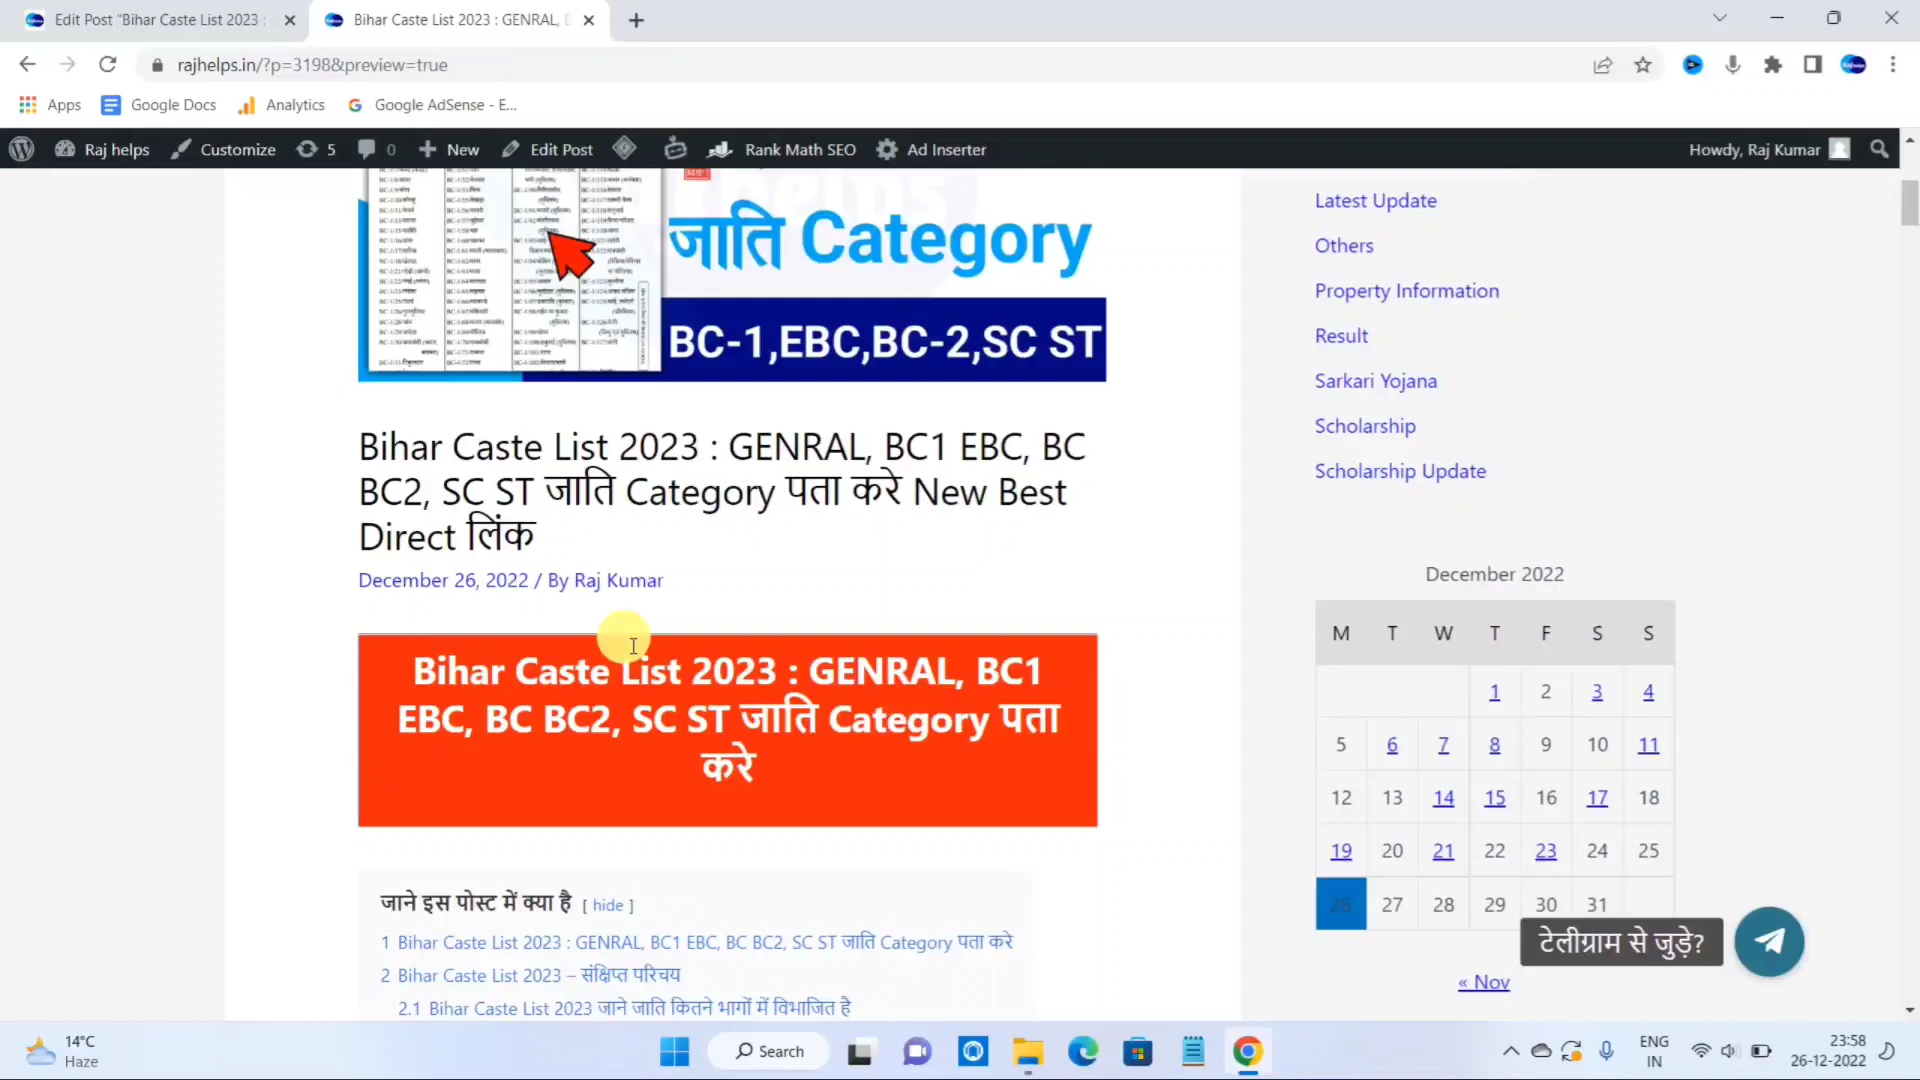 Edit Post "Bihar Caste List 2023 :
Bihar Caste List 2023 : GENRAL, E
rajhelps.in/?p=3198&preview=true
Apps
Google Docs
Analytics
Google AdSense - E...
Raj helps
Customize
5
0
New
Edit Post
Rank Math SEO
Ad Inserter
Howdy, Raj Kumar
जाति Category
BC-1,EBC,BC-2,SC ST
Bihar Caste List 2023 : GENRAL, BC1 EBC, BC
BC2, SC ST जाति Category पता करे New Best
Direct लिंक
December 26, 2022 / By Raj Kumar
Bihar Caste List 2023 : GENRAL, BC1
EBC, BC BC2, SC ST जाति Category पता
करे
जाने इस पोस्ट में क्या है [ hide ]
1 Bihar Caste List 2023 : GENRAL, BC1 EBC, BC BC2, SC ST जाति Category पता करे
2 Bihar Caste List 2023 – संक्षिप्त परिचय
2.1 Bihar Caste List 2023 जाने जाति कितने भागों में विभाजित है
Latest Update
Others
Property Information
Result
Sarkari Yojana
Scholarship
Scholarship Update
December 2022
M T W T F S S
1 2 3 4
5 6 7 8 9 10 11
12 13 14 15 16 17 18
19 20 21 22 23 24 25
26 27 28 29 30 31
« Nov
टेलीग्राम से जुड़े?
14°C
Haze
Search
ENG
IN
23:58
26-12-2022